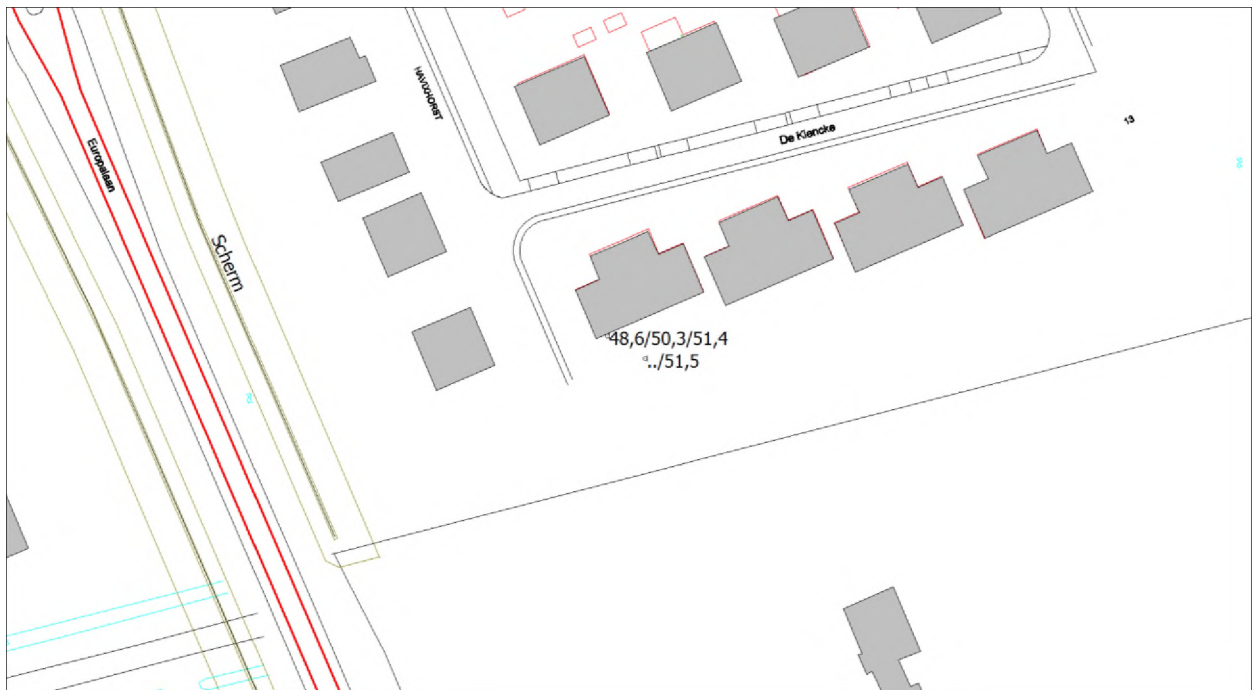 HAVIXHORST
De Klencke
13
Europalaan
Scherm
48,6/50,3/51,4
../51,5